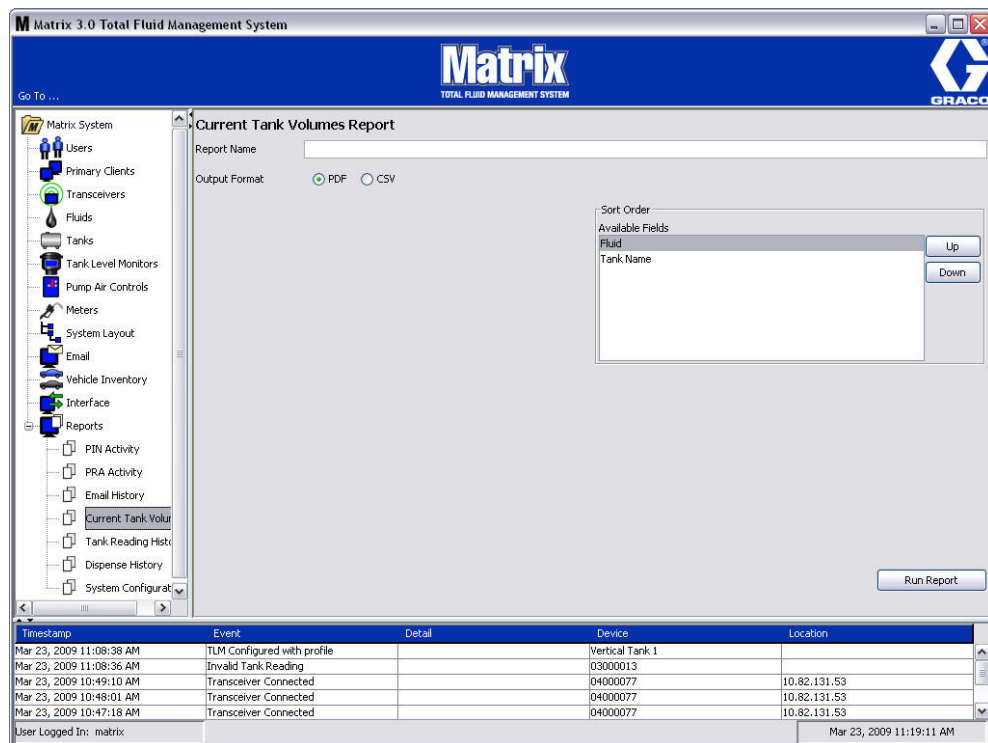 Matrix 3.0 Total Fluid Management System
Matrix
TOTAL FLUID MANAGEMENT SYSTEM
Go To ...
GRACO
Matrix System
Users
Primary Clients
Transceivers
Fluids
Tanks
Tank Level Monitors
Pump Air Controls
Meters
System Layout
Email
Vehicle Inventory
Interface
Reports
PIN Activity
PRA Activity
Email History
Current Tank Volu
Tank Reading Hist
Dispense History
System Configurat
Current Tank Volumes Report
Report Name
Output Format PDF CSV
Sort Order
Available Fields
Fluid
Tank Name
Up
Down
Run Report
Timestamp Event Detail Device Location
Mar 23, 2009 11:08:38 AM TLM Configured with profile Vertical Tank 1
Mar 23, 2009 11:08:36 AM Invalid Tank Reading 03000013
Mar 23, 2009 10:49:10 AM Transceiver Connected 04000077 10.82.131.53
Mar 23, 2009 10:48:01 AM Transceiver Connected 04000077 10.82.131.53
Mar 23, 2009 10:47:18 AM Transceiver Connected 04000077 10.82.131.53
User Logged In: matrix Mar 23, 2009 11:19:11 AM